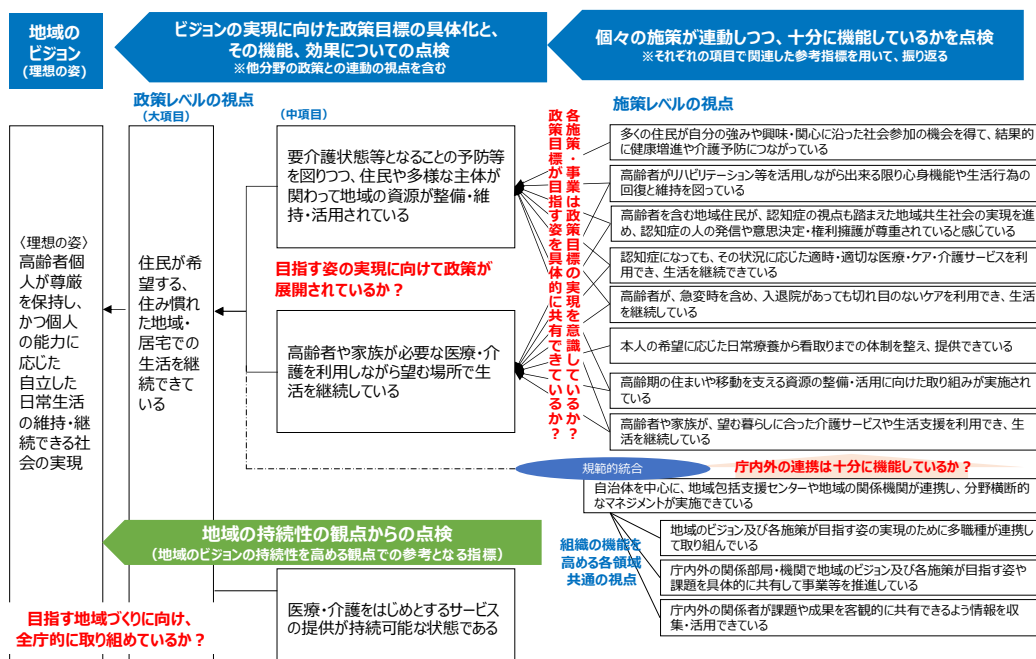 地域の
ビジョン
(理想の姿)
ビジョンの実現に向けた政策目標の具体化と、
その機能、効果についての点検
※他分野の政策との連動の視点を含む
個々の施策が連動しつつ、十分に機能しているかを点検
※それぞれの項目で関連した参考指標を用いて、振り返る
政策レベルの視点
(大項目)
(中項目)
施策レベルの視点
〈理想の姿〉
高齢者個
人が尊厳
を保持し、
かつ個人
の能力に
応じた
自立した
日常生活
の維持・継
続できる社
会の実現
住民が希
望する、
住み慣れ
た地域・
居宅での
生活を継
続できて
いる
要介護状態等となることの予防等
を図りつつ、住民や多様な主体が
関わって地域の資源が整備・維
持・活用されている
目指す姿の実現に向けて政策が
展開されているか？
高齢者や家族が必要な医療・介
護を利用しながら望む場所で生
活を継続している
各施策・事業は政策目標の実現を意識しているか？
政策目標が目指す姿を具体的に共有できているか？
多くの住民が自分の強みや興味・関心に沿った社会参加の機会を得て、結果的
に健康増進や介護予防につながっている
高齢者がリハビリテーション等を活用しながら出来る限り心身機能や生活行為の
回復と維持を図っている
高齢者を含む地域住民が、認知症の視点も踏まえた地域共生社会の実現を進
め、認知症の人の発信や意思決定・権利擁護が尊重されていると感じている
認知症になっても、その状況に応じた適時・適切な医療・ケア・介護サービスを利
用でき、生活を継続できている
高齢者が、急変時を含め、入退院があっても切れ目のないケアを利用でき、生活
を継続している
本人の希望に応じた日常療養から看取りまでの体制を整え、提供できている
高齢期の住まいや移動を支える資源の整備・活用に向けた取り組みが実施され
ている
高齢者や家族が、望む暮らしに合った介護サービスや生活支援を利用でき、生
活を継続している
規範的統合
庁内外の連携は十分に機能しているか？
自治体を中心に、地域包括支援センターや地域の関係機関が連携し、分野横断的
なマネジメントが実施できている
組織の機能を
高める各領域
共通の視点
地域のビジョン及び各施策が目指す姿の実現のために多職種が連携し
て取り組んでいる
庁内外の関係部局・機関で地域のビジョン及び各施策が目指す姿や
課題を具体的に共有して事業等を推進している
庁内外の関係者が課題や成果を客観的に共有できるよう情報を収
集・活用できている
地域の持続性の観点からの点検
(地域のビジョンの持続性を高める観点での参考となる指標)
医療・介護をはじめとするサービス
の提供が持続可能な状態である
目指す地域づくりに向け、
全庁的に取り組めているか？